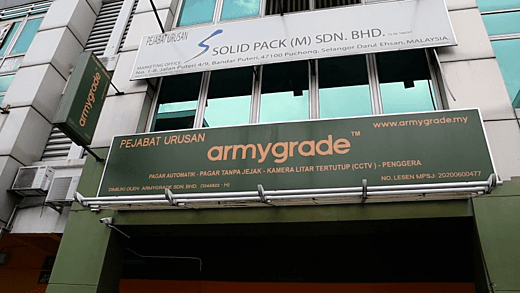 PEJABAT URUSAN
SOLID PACK (M) SDN. BHD.
MARKETING OFFICE
No. 1-8, Jalan Puteri 4/9, Bandar Puteri, 47100 Puchong, Selangor Darul Ehsan, MALAYSIA
armygrade
PEJABAT URUSAN
www.armygrade.my
armygrade™
PAGAR AUTOMATIK - PAGAR TANPA JEJAK - KAMERA LITAR TERTUTUP (CCTV) - PENGGERA
DIMILIKI OLEH: ARMYGRADE SDN. BHD.
NO. LESEN MPSJ: 20200600477